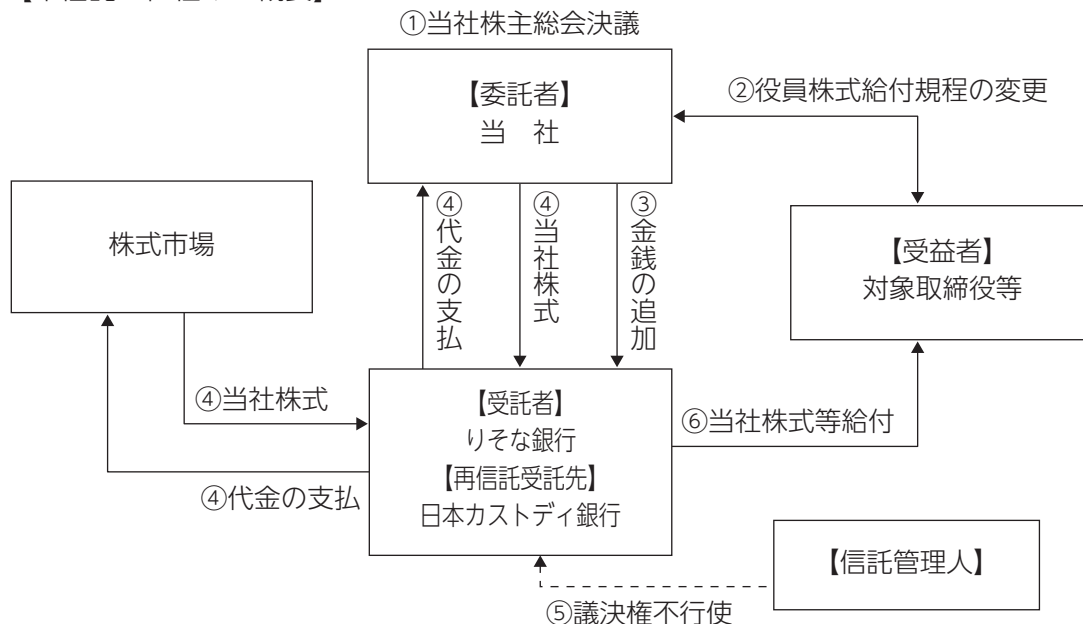 ①当社株主総会決議
【委託者】
当　社
②役員株式給付規程の変更
株式市場
④代金の支払
④当社株式
③金銭の追加
【受益者】
対象取締役等
④当社株式
④代金の支払
【受託者】
りそな銀行
【再信託受託先】
日本カストディ銀行
⑥当社株式等給付
【信託管理人】
⑤議決権不行使